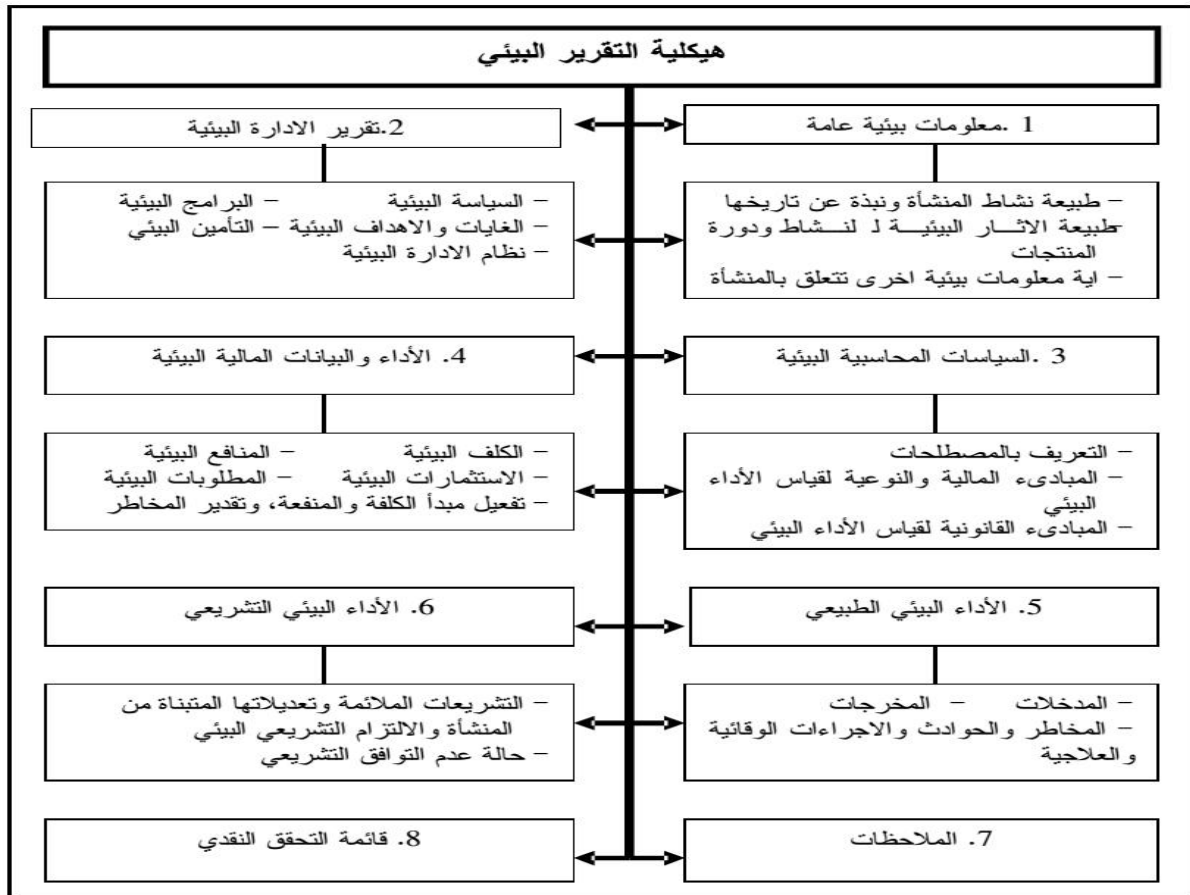 هيكلية التقرير البيئي
1 .معلومات بيئية عامة
– طبيعة نشاط المنشأة ونبذة عن تاريخها
-طبيعة الاثـــار البيئيـــة لـ لنـــشاط ودورة
المنتجات
– اية معلومات بيئية اخرى تتعلق بالمنشأة
2.تقرير الادارة البيئية
– السياسة البيئية – البرامج البيئية
– الغايات والاهداف البيئية – التأمين البيئي
– نظام الادارة البيئية
3 .السياسات المحاسبية البيئية
– التعريف بالمصطلحات
– المبادىء المالية والنوعية لقياس الأداء
البيئي
– المبادىء القانونية لقياس الأداء البيئي
4. الأداء والبيانات المالية البيئية
– الكلف البيئية – المنافع البيئية
– الاستثمارات البيئية – المطلوبات البيئية
– تفعيل مبدأ الكلفة والمنفعة، وتقدير المخاطر
5. الأداء البيئي الطبيعي
– المدخلات – المخرجات
– المخاطر والحوادث والاجراءات الوقائية
والعلاجية
6. الأداء البيئي التشريعي
– التشريعات الملائمة وتعديلاتها المتبناة من
المنشأة والالتزام التشريعي البيئي
– حالة عدم التوافق التشريعي
7. الملاحظات
8. قائمة التحقق النقدي